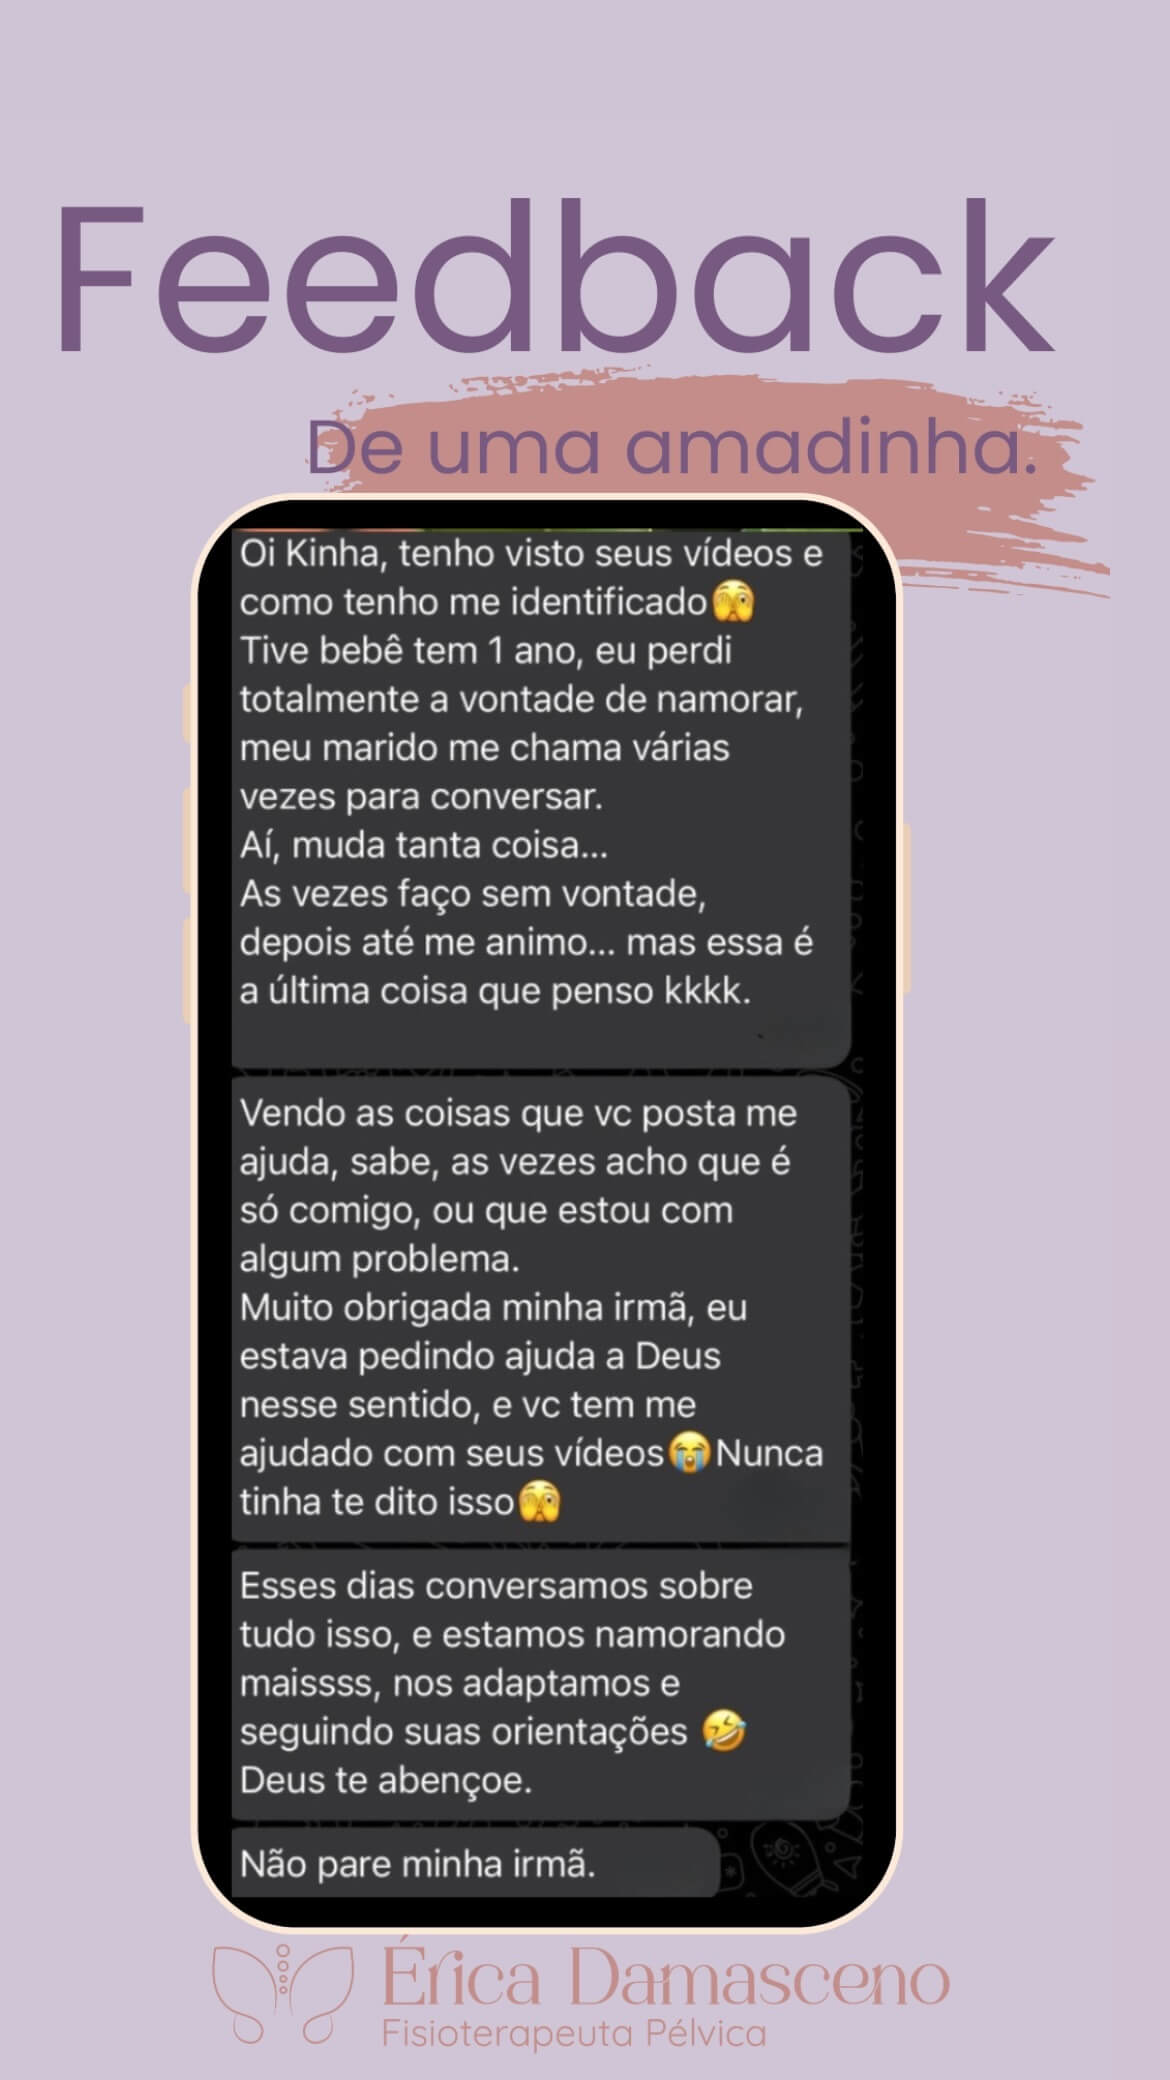 Feedback
De uma amadinha.
Oi Kinha, tenho visto seus vídeos e
como tenho me identificado🫣
Tive bebê tem 1 ano, eu perdi
totalmente a vontade de namorar,
meu marido me chama várias
vezes para conversar.
Aí, muda tanta coisa...
As vezes faço sem vontade,
depois até me animo... mas essa é
a última coisa que penso kkkk.
Vendo as coisas que vc posta me
ajuda, sabe, as vezes acho que é
só comigo, ou que estou com
algum problema.
Muito obrigada minha irmã, eu
estava pedindo ajuda a Deus
nesse sentido, e vc tem me
ajudado com seus vídeos😭Nunca
tinha te dito isso🫣
Esses dias conversamos sobre
tudo isso, e estamos namorando
maissss, nos adaptamos e
seguindo suas orientações 🤣
Deus te abençoe.
Não pare minha irmã.
Érica Damasceno
Fisioterapeuta Pélvica